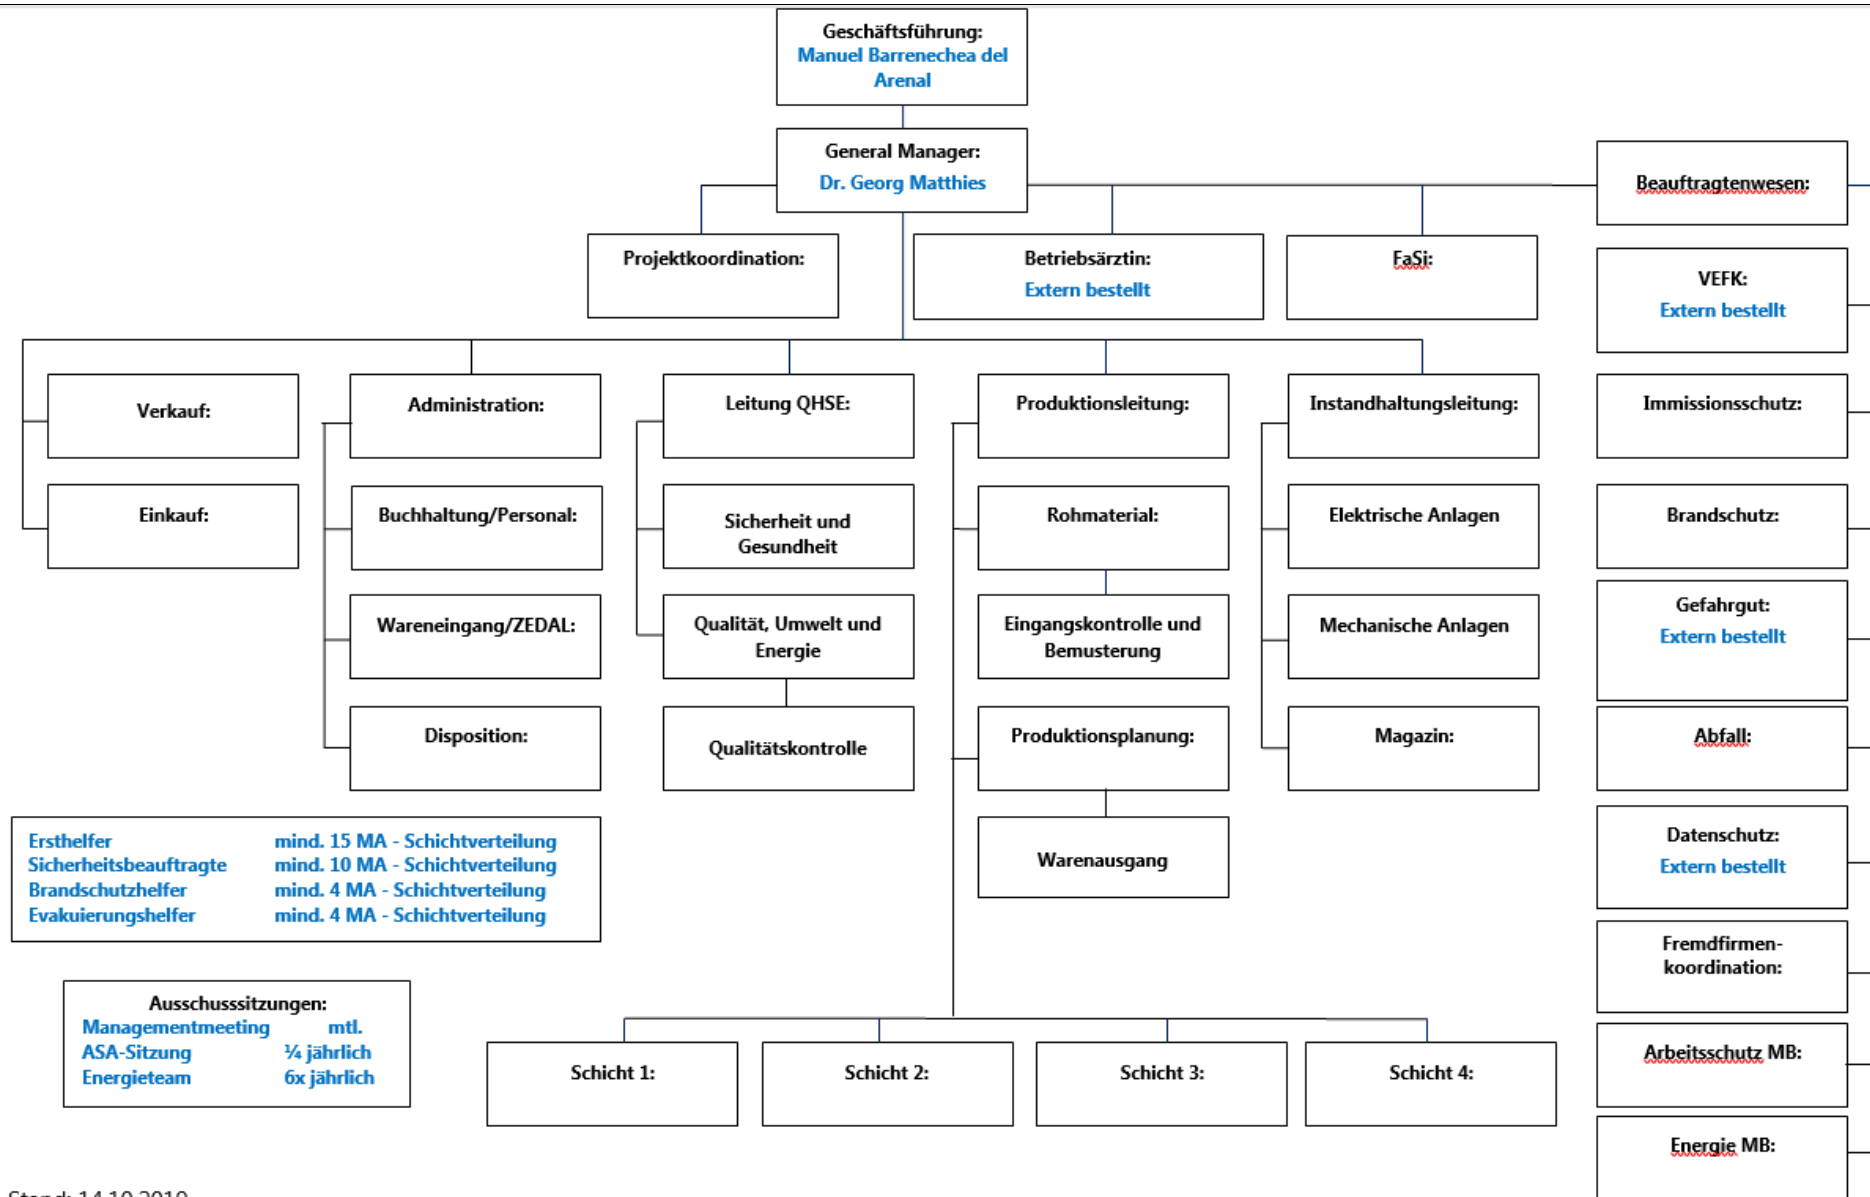 Geschäftsführung:
Manuel Barrenechea del
Arenal
General Manager:
Dr. Georg Matthies
Beauftragtenwesen:
Projektkoordination:
Betriebsärztin:
Extern bestellt
FaSi:
VEFK:
Extern bestellt
Verkauf:
Administration:
Leitung QHSE:
Produktionsleitung:
Instandhaltungsleitung:
Immissionsschutz:
Einkauf:
Buchhaltung/Personal:
Sicherheit und
Gesundheit
Rohmaterial:
Elektrische Anlagen
Brandschutz:
Wareneingang/ZEDAL:
Qualität, Umwelt und
Energie
Eingangskontrolle und
Bemusterung
Mechanische Anlagen
Gefahrgut:
Extern bestellt
Disposition:
Qualitätskontrolle
Produktionsplanung:
Magazin:
Abfall:
Ersthelfer mind. 15 MA - Schichtverteilung
Sicherheitsbeauftragte mind. 10 MA - Schichtverteilung
Brandschutzhelfer mind. 4 MA - Schichtverteilung
Evakuierungshelfer mind. 4 MA - Schichtverteilung
Warenausgang
Datenschutz:
Extern bestellt
Fremdfirmen-
koordination:
Ausschusssitzungen:
Managementmeeting mtl.
ASA-Sitzung ¼ jährlich
Energieteam 6x jährlich
Schicht 1:
Schicht 2:
Schicht 3:
Schicht 4:
Arbeitsschutz MB:
Energie MB:
Stand: 14.10.2019